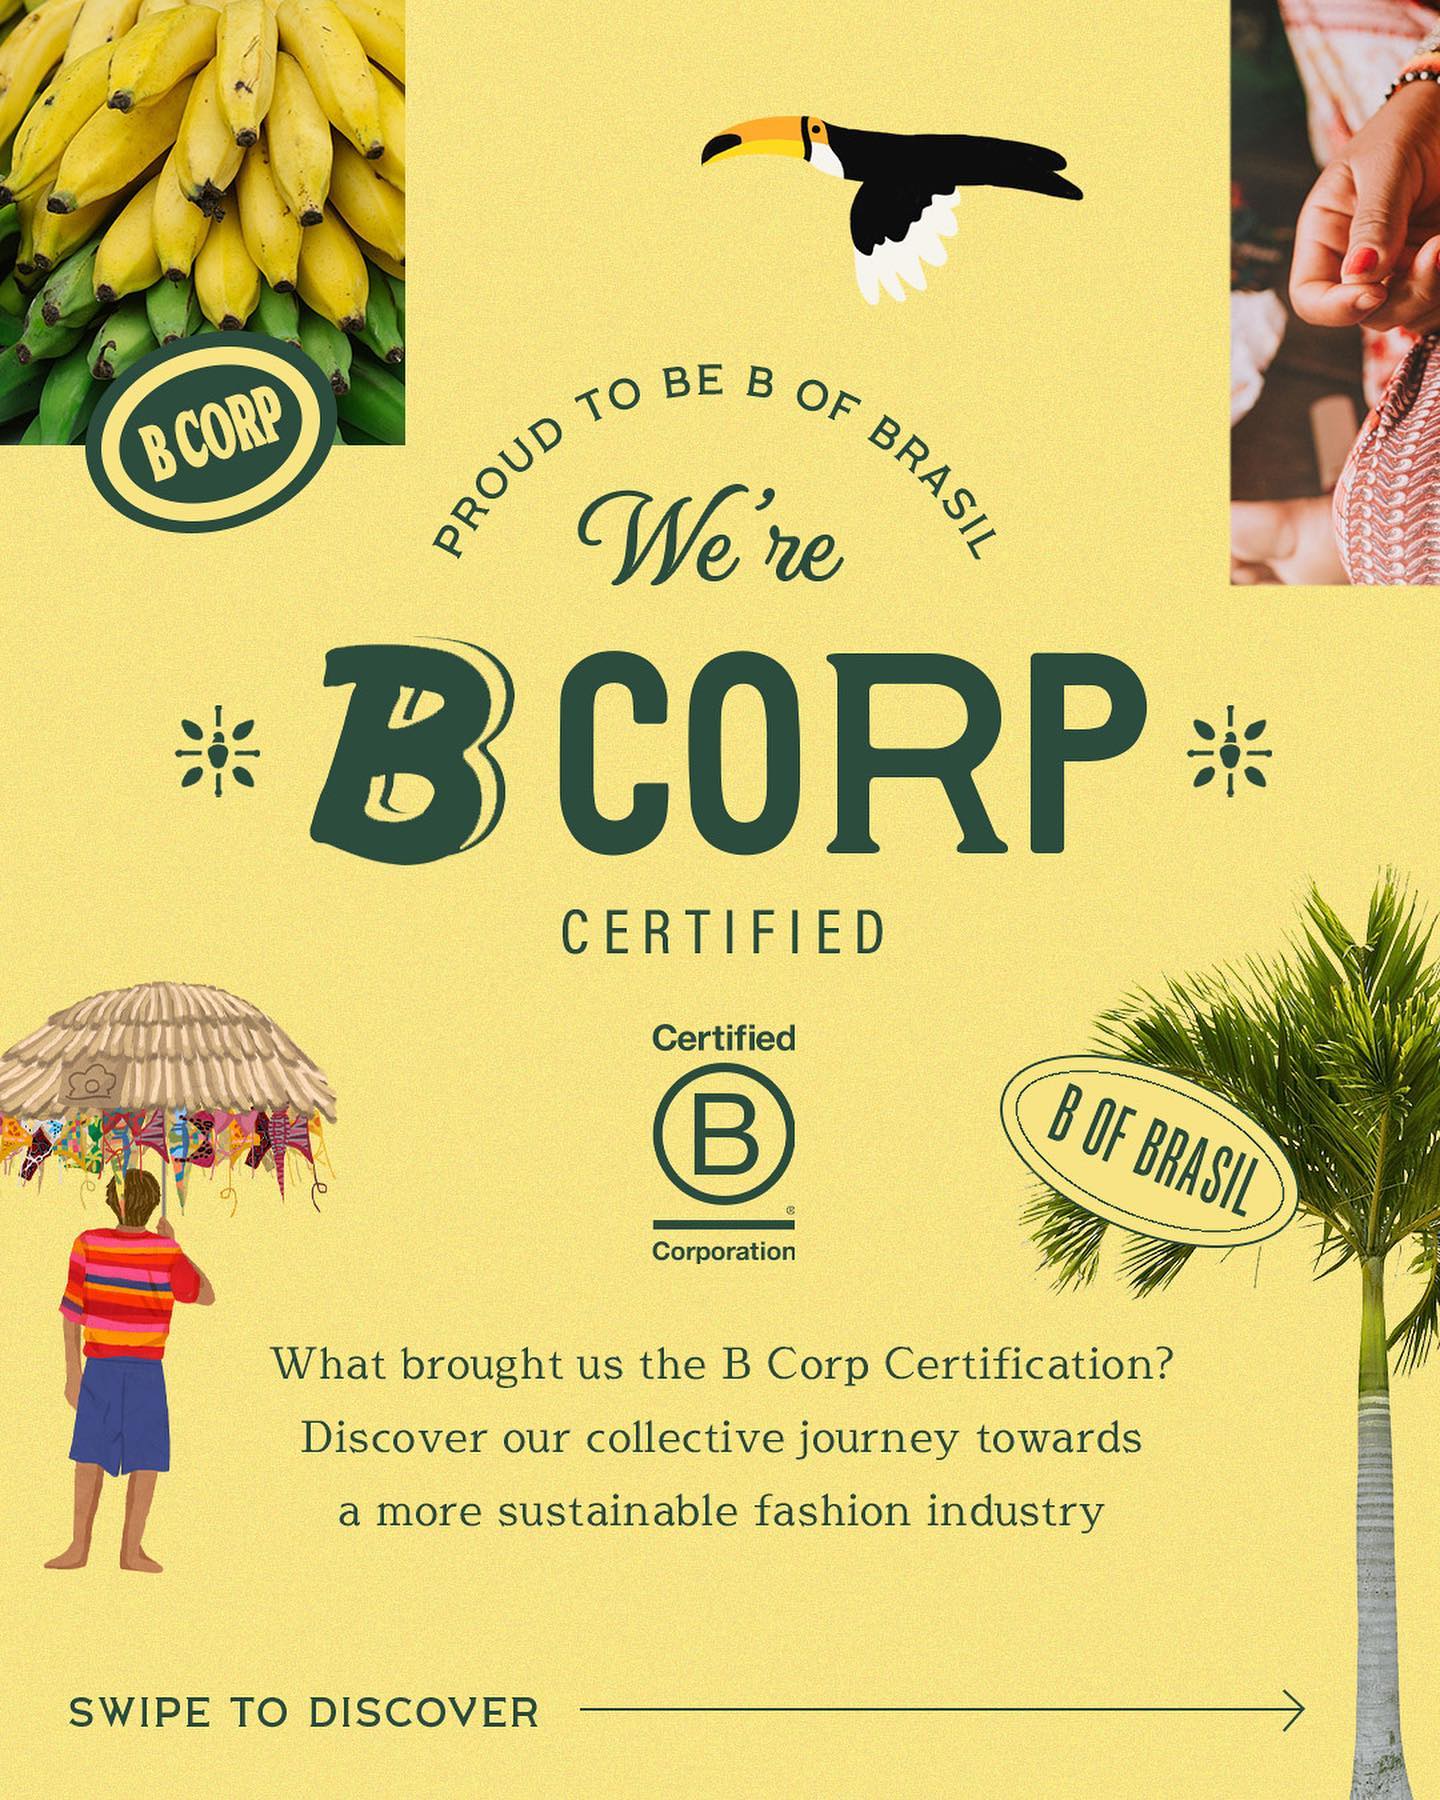 PROUD TO BE B OF BRASIL
B CORP
We're
B CORP
CERTIFIED
Certified
B
®
Corporation
B OF BRASIL
What brought us the B Corp Certification?
Discover our collective journey towards
a more sustainable fashion industry
SWIPE TO DISCOVER